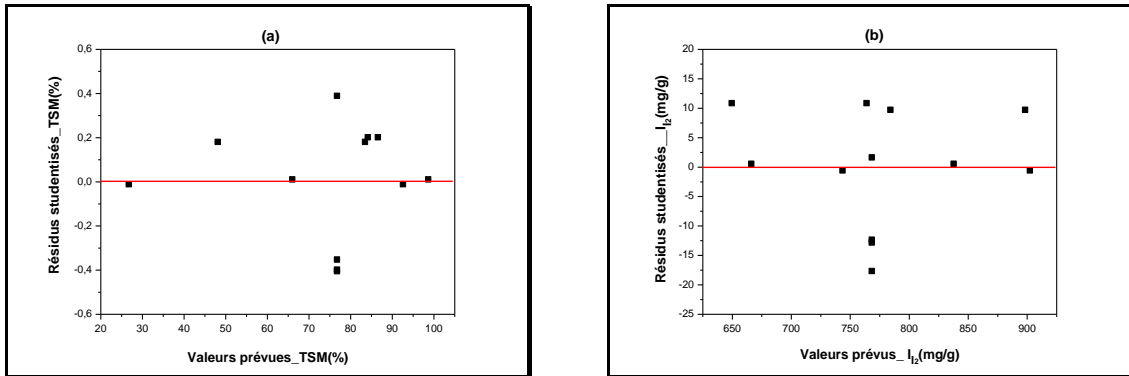 (a)
0,6
0,4
0,2
0,0
-0,2
-0,4
-0,6
20 30 40 50 60 70 80 90 100
Résidus studentisés_TSM(%)
Valeurs prévues_TSM(%)
(b)
20
15
10
5
0
-5
-10
-15
-20
-25
650 700 750 800 850 900
Résidus studentisés__I_I2(mg/g)
Valeurs prévus_ I_I2(mg/g)